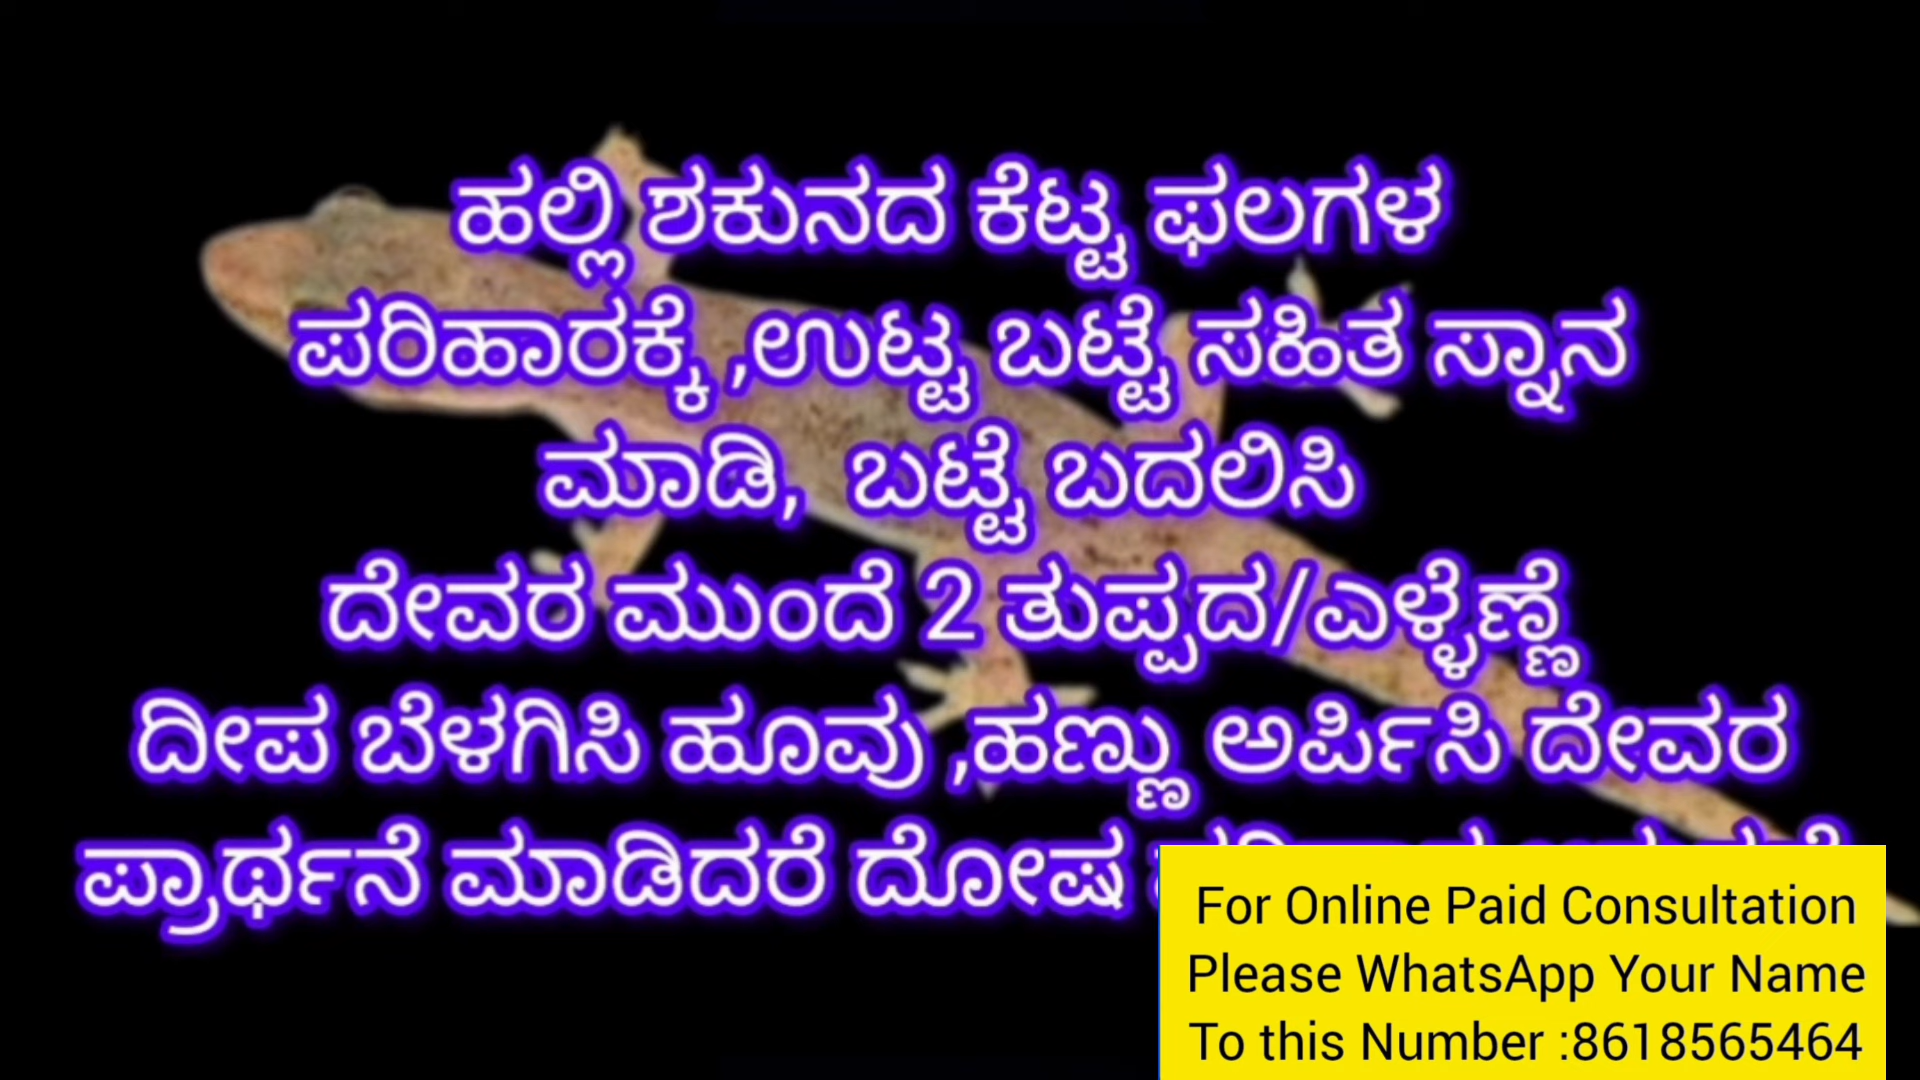 ಹಲ್ಲಿ ಶಕುನದ ಕೆಟ್ಟ ಫಲಗಳ
ಪರಿಹಾರಕ್ಕೆ ,ಉಟ್ಟ ಬಟ್ಟೆ ಸಹಿತ ಸ್ನಾನ
ಮಾಡಿ, ಬಟ್ಟೆ ಬದಲಿಸಿ
ದೇವರ ಮುಂದೆ 2 ತುಪ್ಪದ/ಎಳ್ಳೆಣ್ಣೆ
ದೀಪ ಬೆಳಗಿಸಿ ಹೂವು ,ಹಣ್ಣು ಅರ್ಪಿಸಿ ದೇವರ
ಪ್ರಾರ್ಥನೆ ಮಾಡಿದರೆ ದೋಷ
For Online Paid Consultation
Please WhatsApp Your Name
To this Number :8618565464